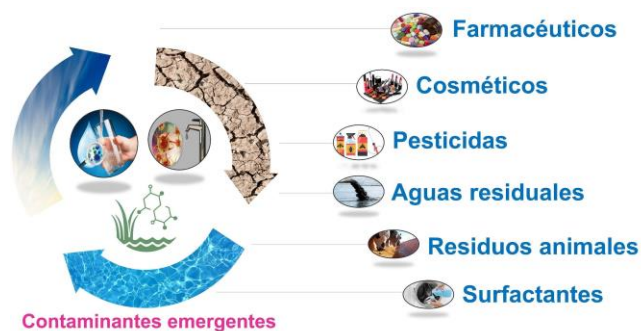 Farmacéuticos
Cosméticos
Pesticidas
Aguas residuales
Residuos animales
Surfactantes
Contaminantes emergentes